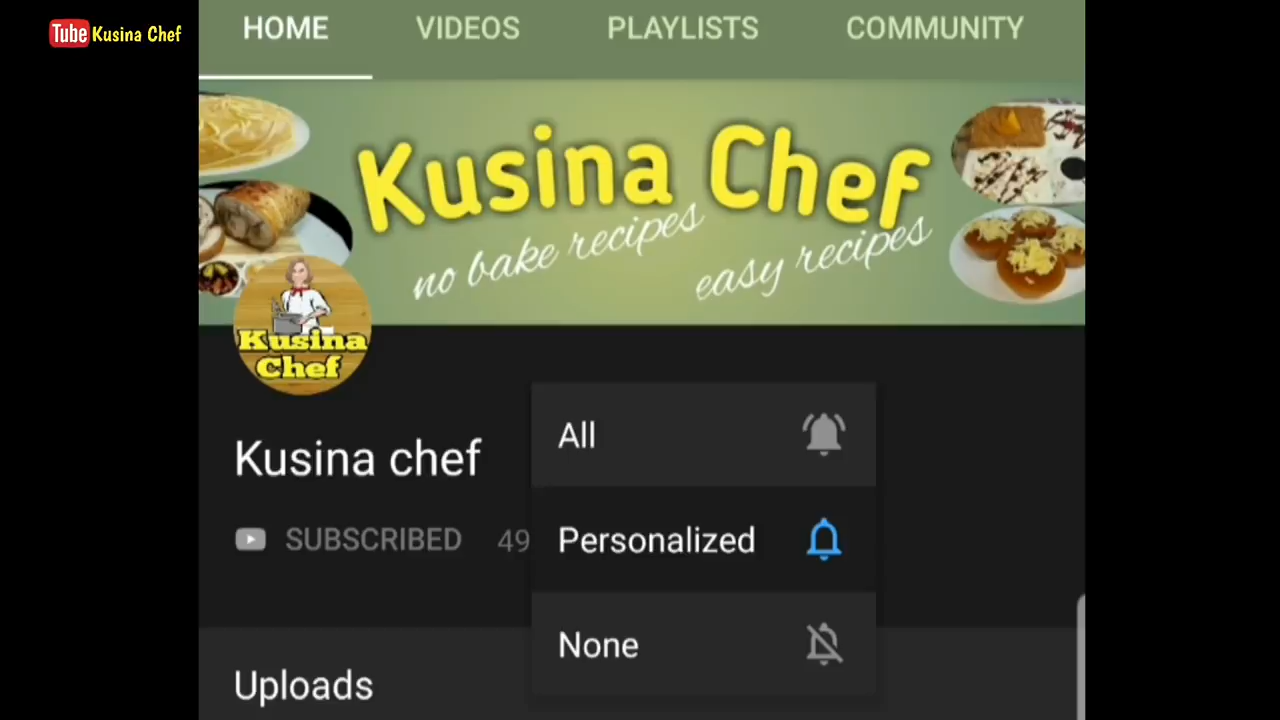 Tube Kusina Chef
HOME VIDEOS PLAYLISTS COMMUNITY
Kusina Chef
no bake recipes
easy recipes
Kusina
Chef
Kusina chef
SUBSCRIBED 49
All
Personalized
None
Uploads